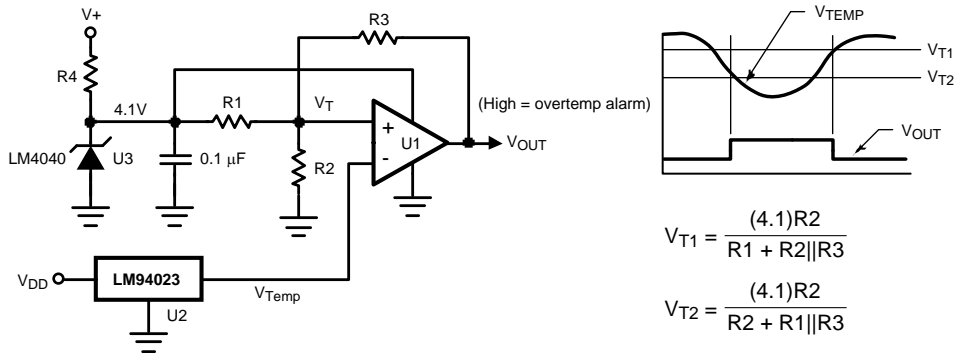 V+
R3
R4
4.1V
R1
VT
(High = overtemp alarm)
U1
+
-
VOUT
LM4040
U3
0.1 μF
R2
VDD
LM94023
VTemp
U2
VTEMP
VT1
VT2
VOUT
VT1 = (4.1)R2 / R1 + R2||R3
VT2 = (4.1)R2 / R2 + R1||R3